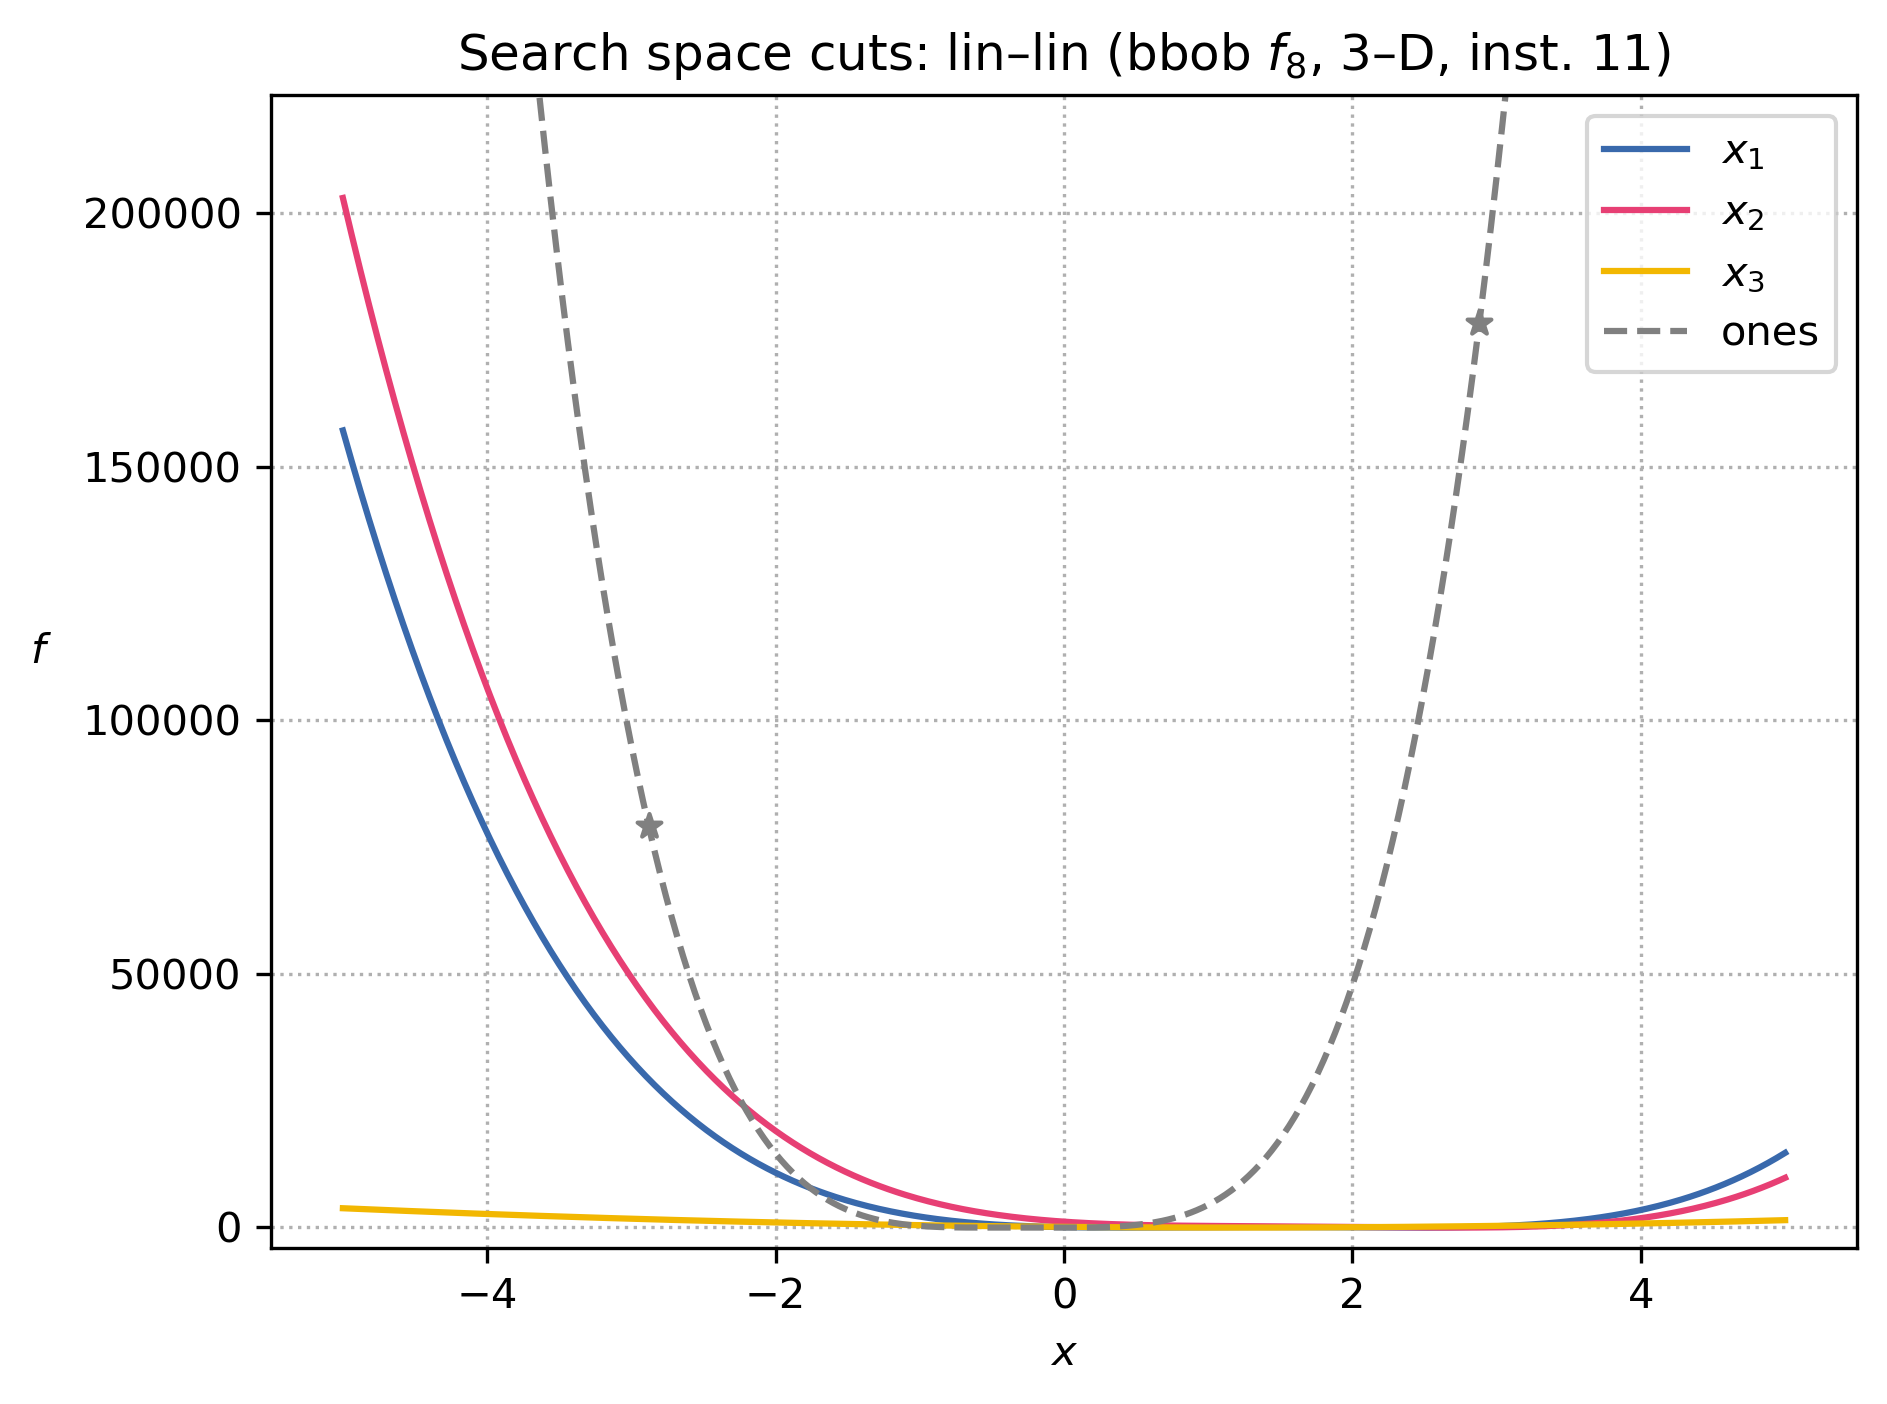 Search space cuts: lin–lin (bbob f₈, 3–D, inst. 11)
x₁
x₂
x₃
ones
200000
150000
100000
50000
0
f
−4
−2
0
2
4
x